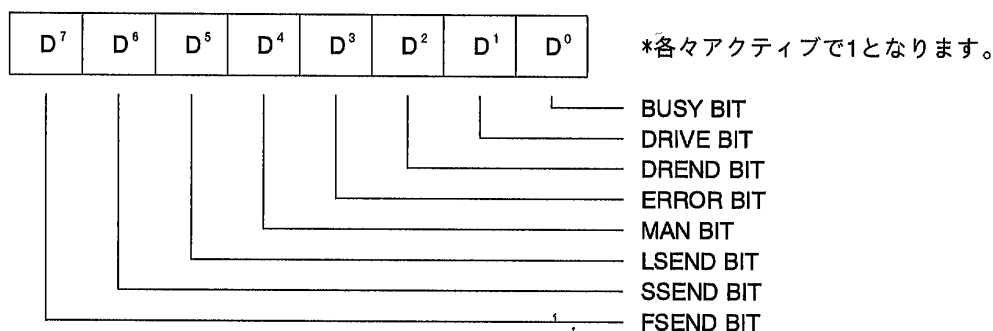 D⁷ D⁶ D⁵ D⁴ D³ D² D¹ D⁰ *各々アクティブで1となります。
BUSY BIT
DRIVE BIT
DREND BIT
ERROR BIT
MAN BIT
LSEND BIT
SSEND BIT
FSEND BIT